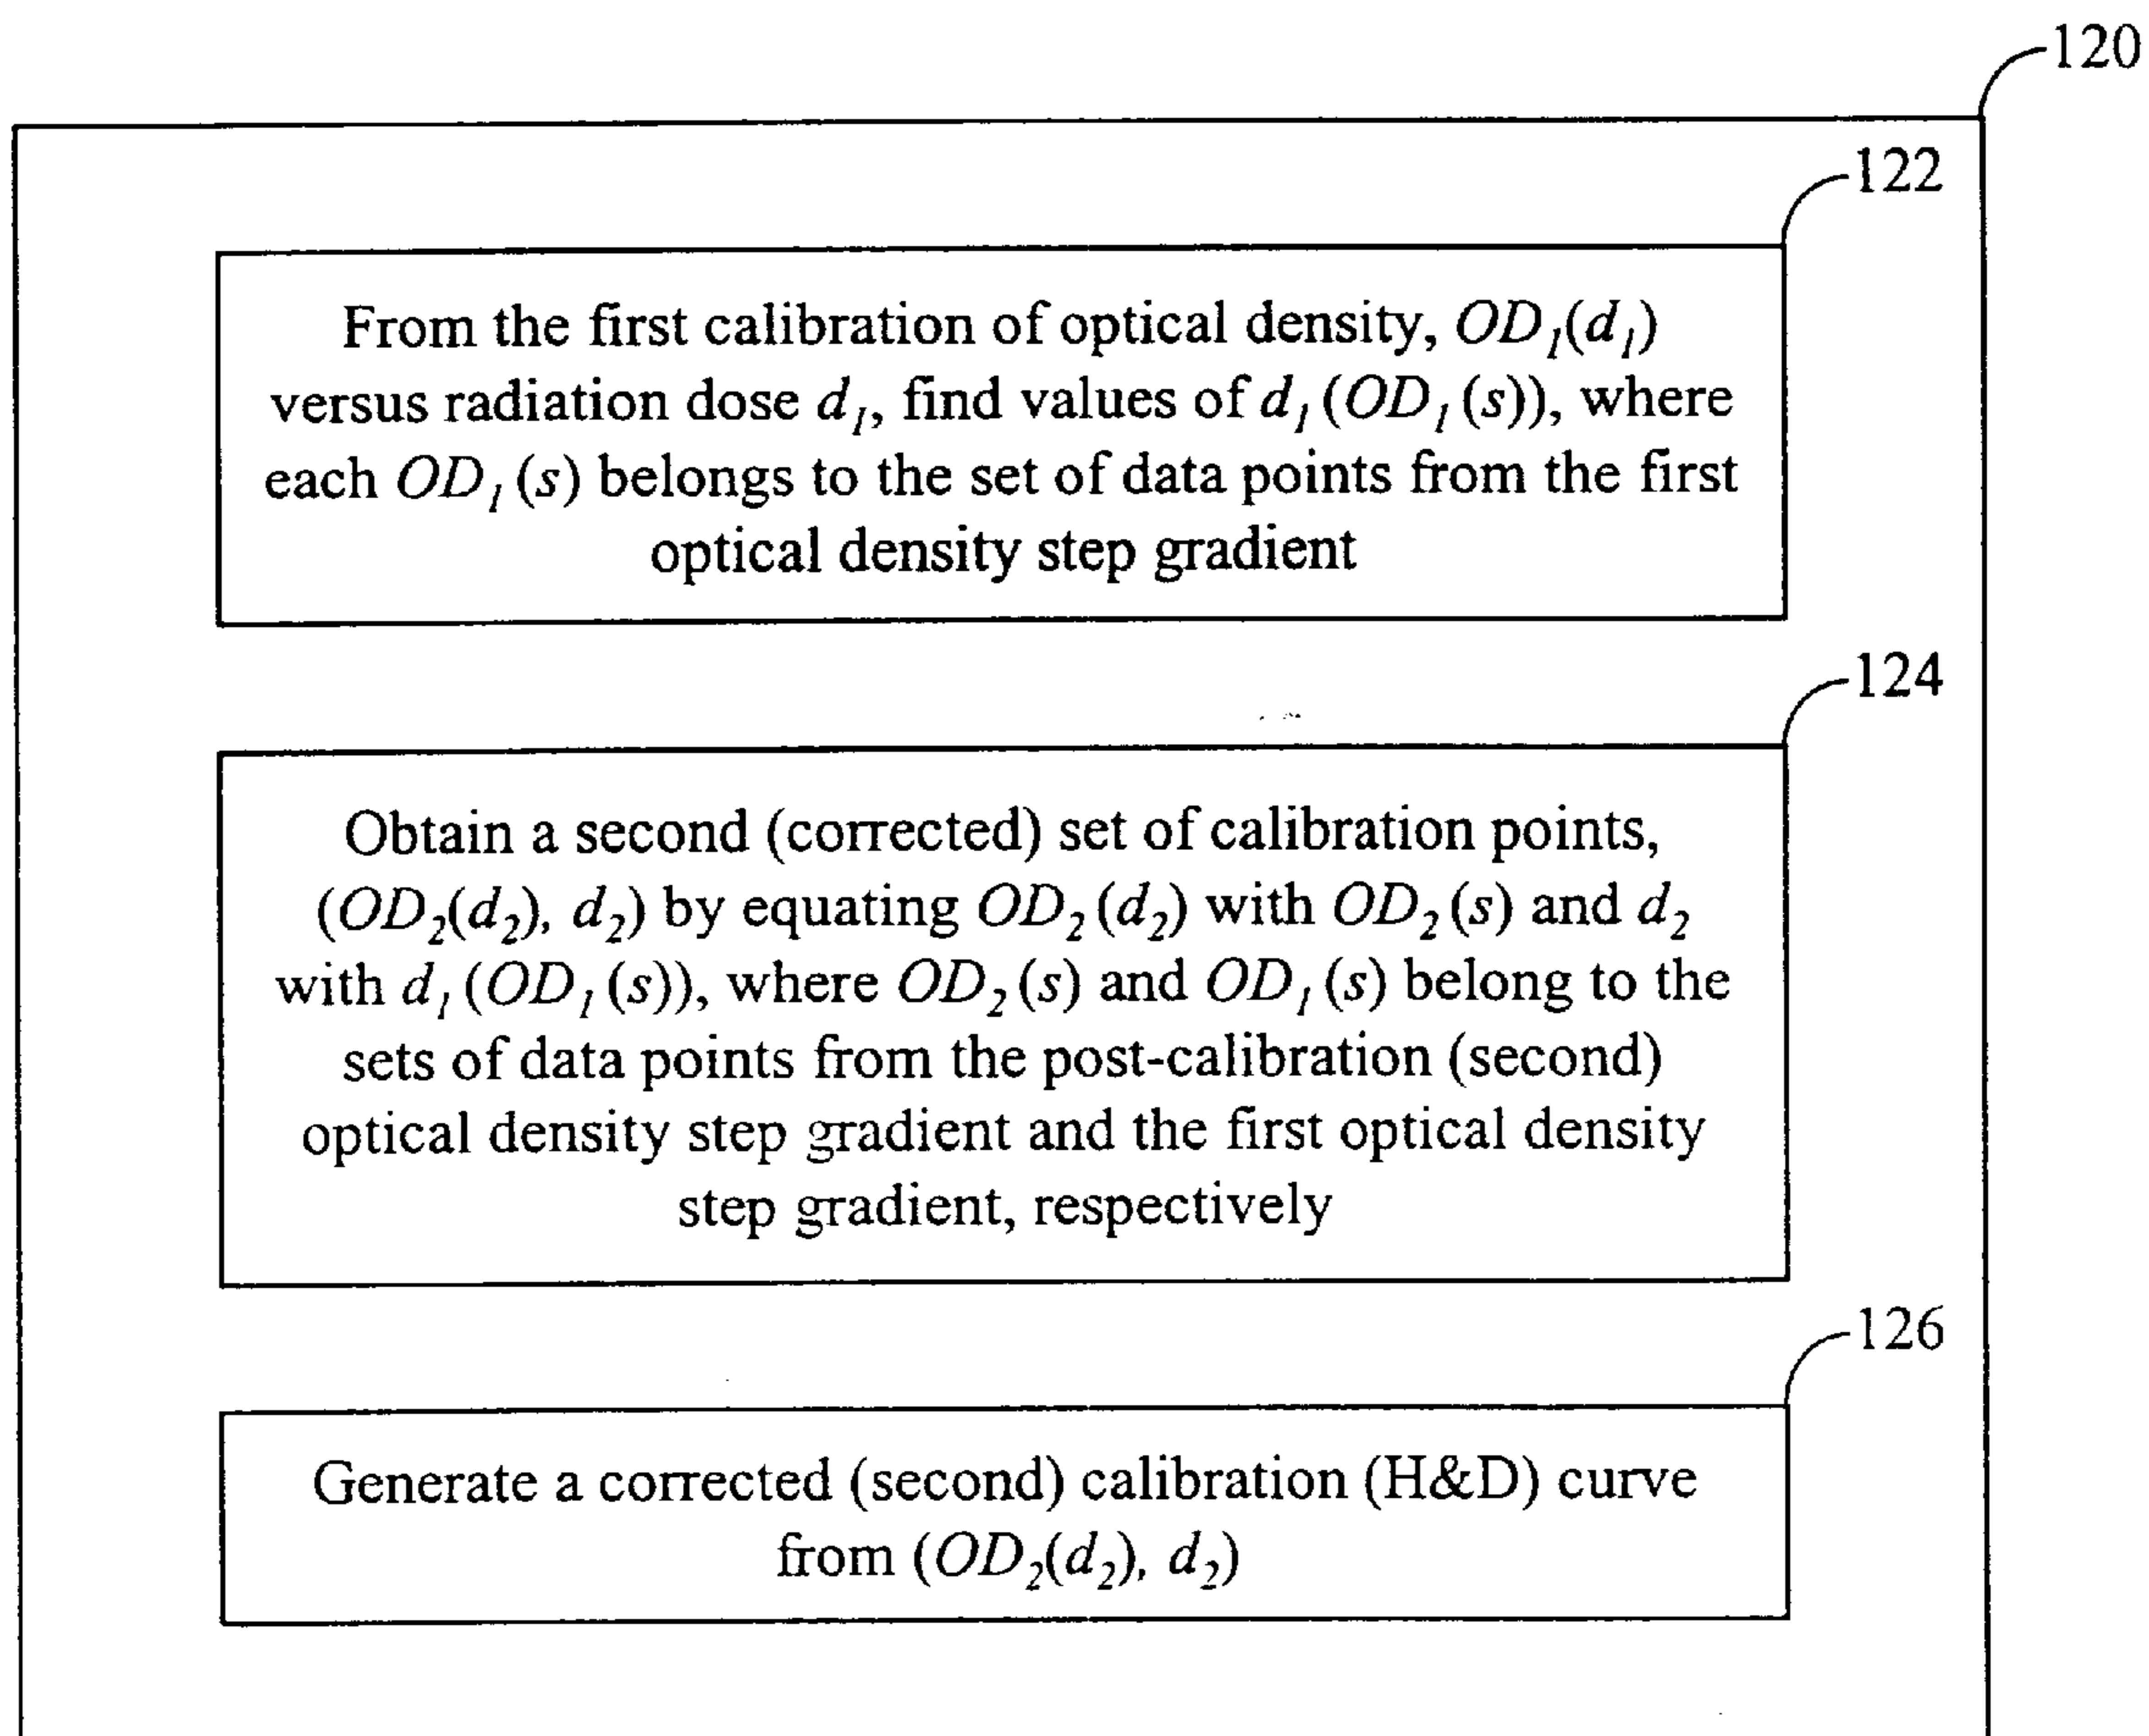 120
122
From the first calibration of optical density, OD₁(d₁)
versus radiation dose d₁, find values of d₁ (OD₁ (s)), where
each OD₁ (s) belongs to the set of data points from the first
optical density step gradient
124
Obtain a second (corrected) set of calibration points,
(OD₂(d₂), d₂) by equating OD₂ (d₂) with OD₂ (s) and d₂
with d₁ (OD₁ (s)), where OD₂ (s) and OD₁ (s) belong to the
sets of data points from the post-calibration (second)
optical density step gradient and the first optical density
step gradient, respectively
126
Generate a corrected (second) calibration (H&D) curve
from (OD₂(d₂), d₂)